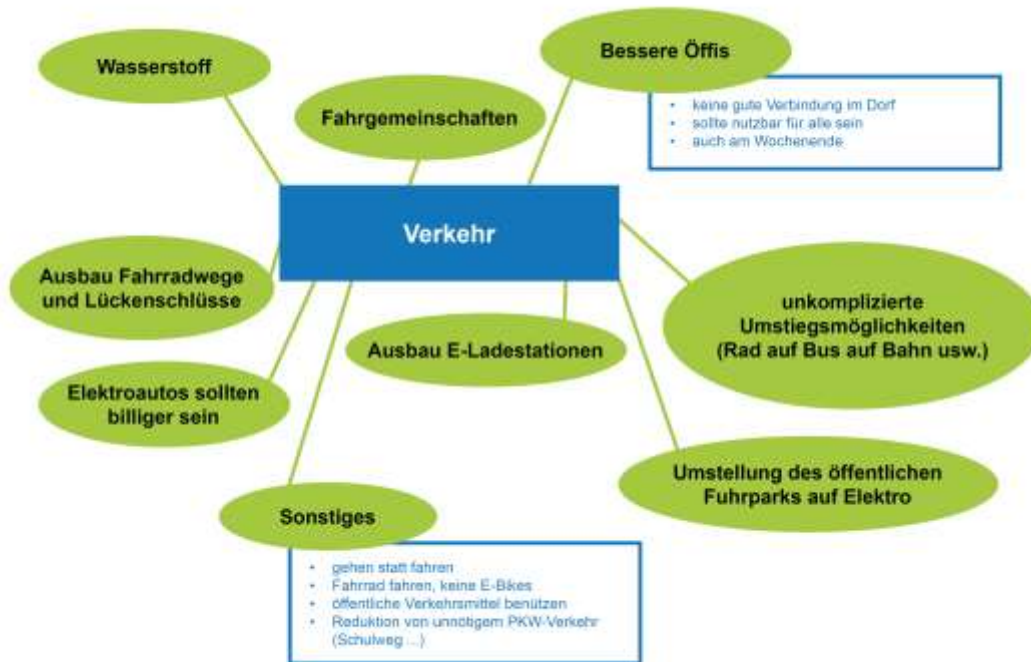 Wasserstoff
Fahrgemeinschaften
Bessere Öffis
• keine gute Verbindung im Dorf
• sollte nutzbar für alle sein
• auch am Wochenende
Verkehr
Ausbau Fahrradwege
und Lückenschlüsse
unkomplizierte
Umstiegsmöglichkeiten
(Rad auf Bus auf Bahn usw.)
Ausbau E-Ladestationen
Elektroautos sollten
billiger sein
Umstellung des öffentlichen
Fuhrparks auf Elektro
Sonstiges
• gehen statt fahren
• Fahrrad fahren, keine E-Bikes
• öffentliche Verkehrsmittel benützen
• Reduktion von unnötigem PKW-Verkehr
(Schulweg ...)